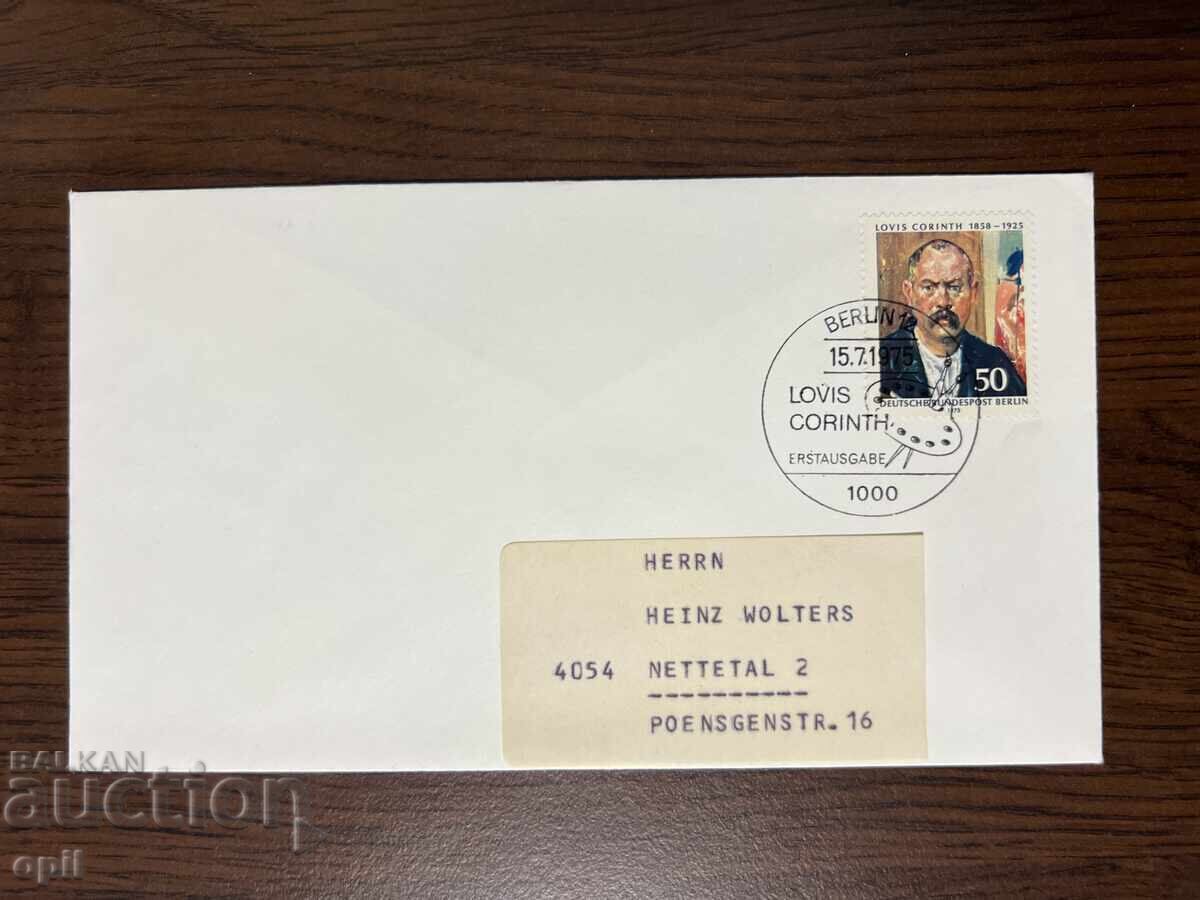 LOVIS CORINTH 1858-1925
50
DEUTSCHE BUNDESPOST BERLIN
1975
BERLIN 12
15.7.1975
LOVIS
CORINTH
ERSTAUSGABE
1000
HERRN
HEINZ WOLTERS
4054 NETTETAL 2
POENSGENSTR. 16
BALKAN
auction
opil